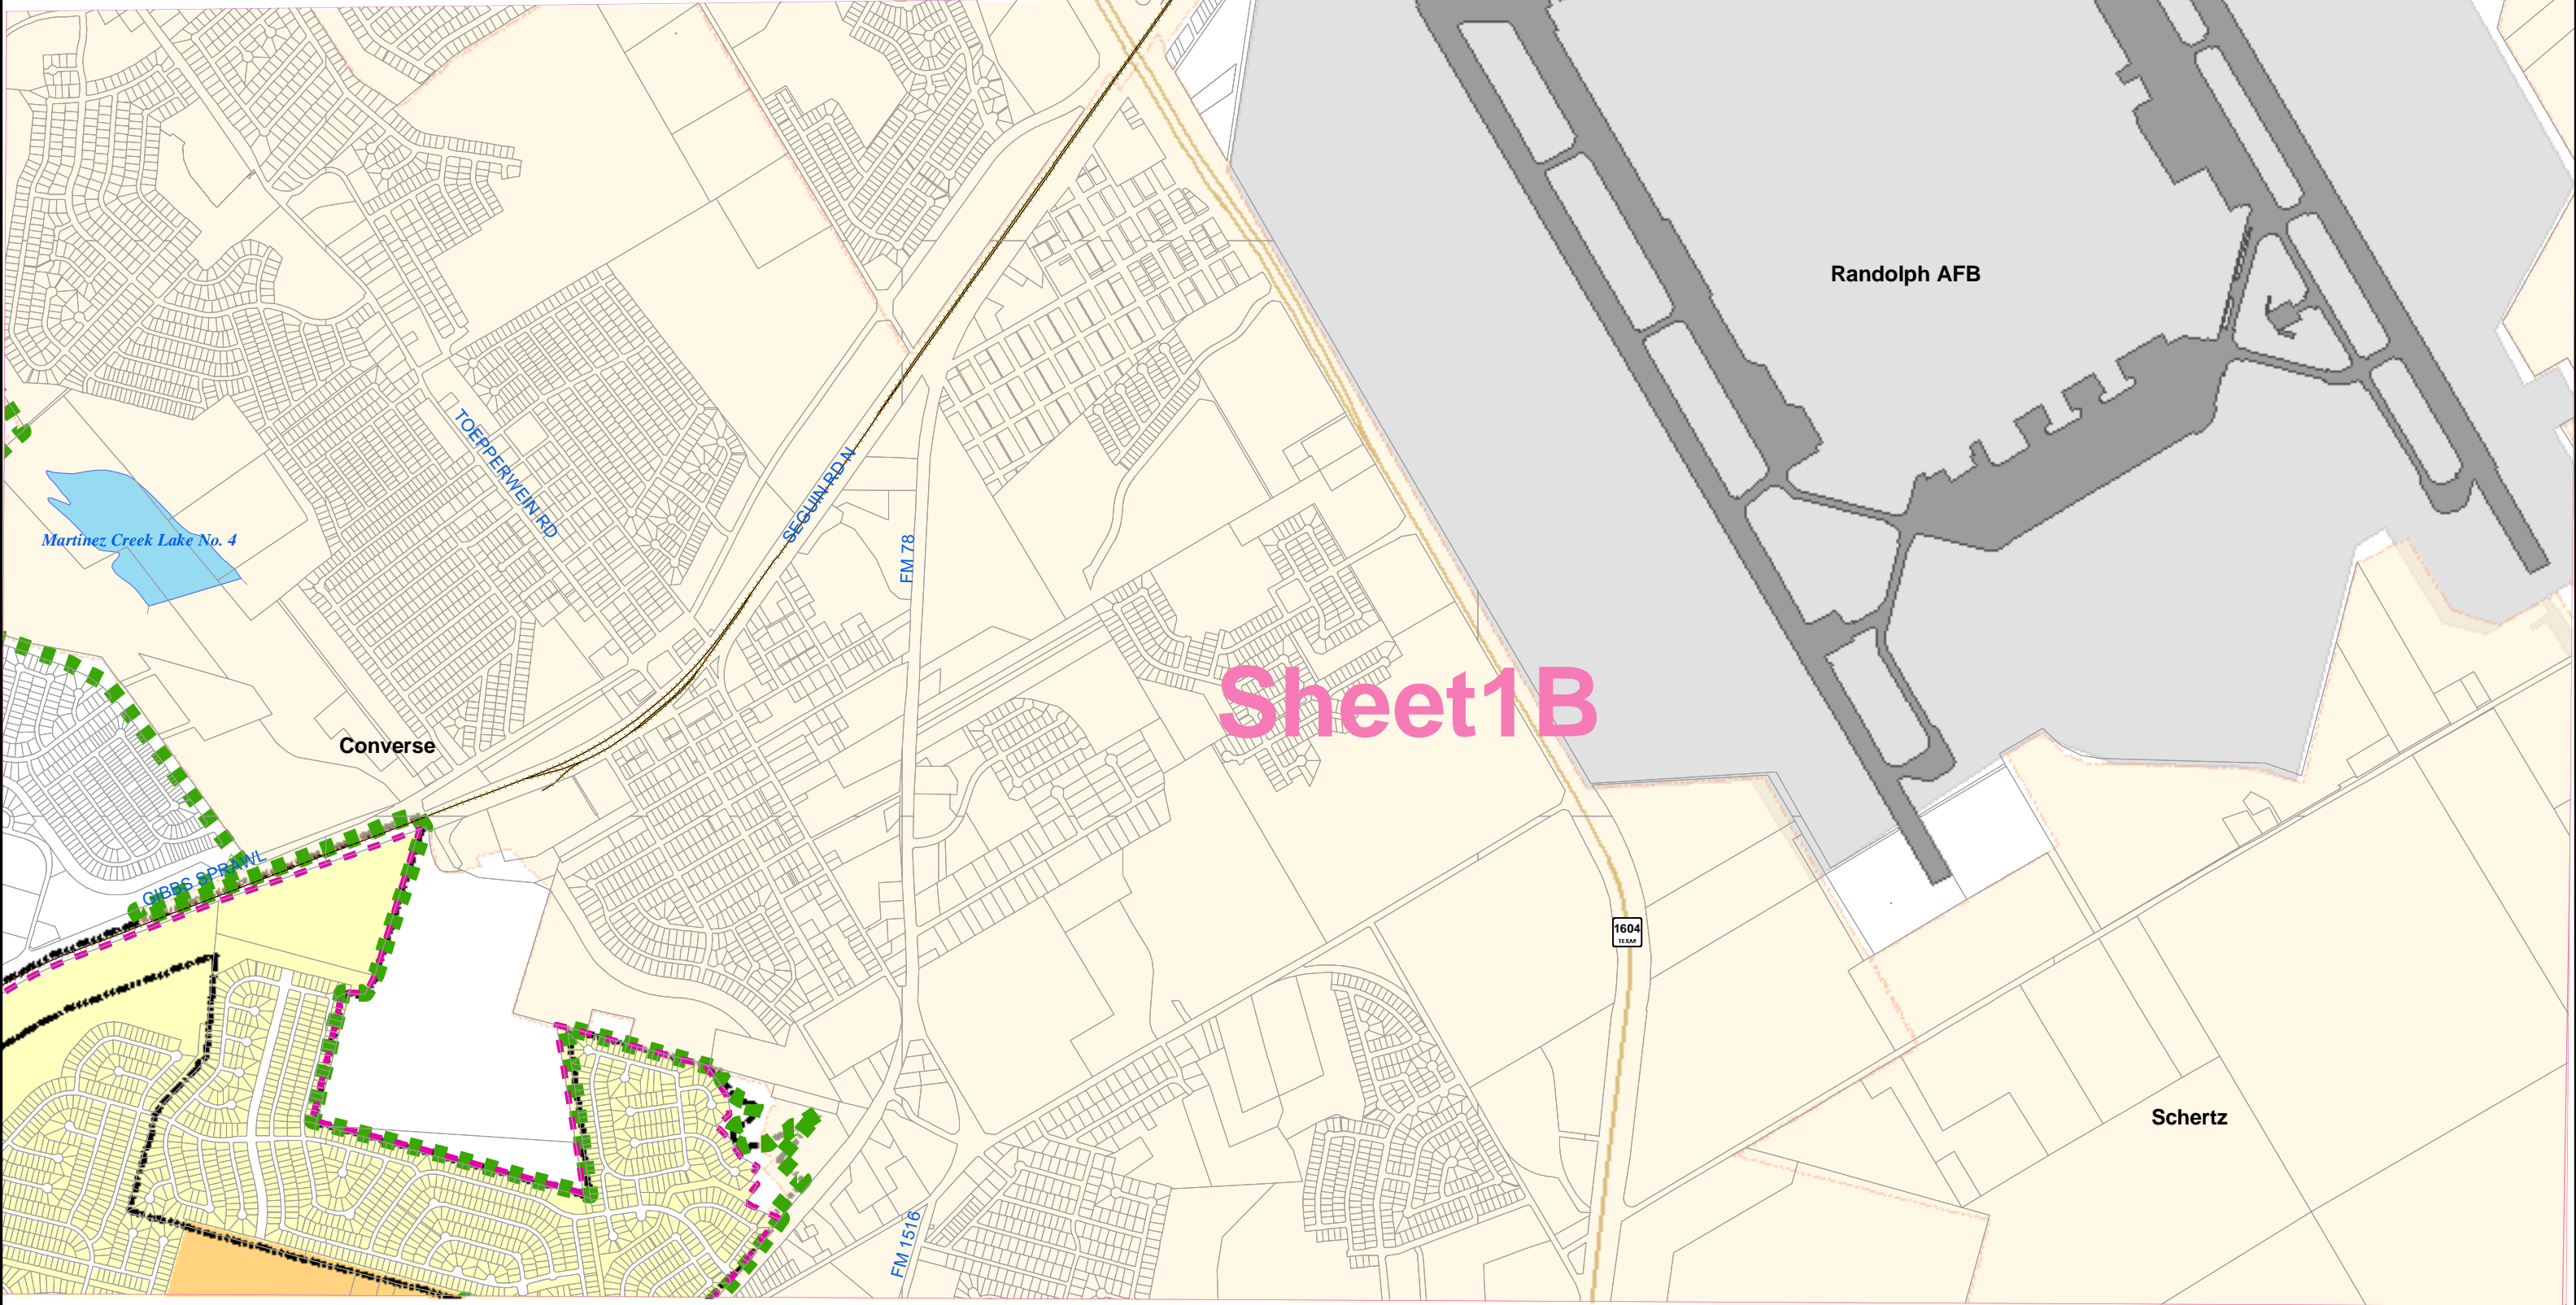 Randolph AFB
TOEPPERWEIN RD
SEGUIN RD N
Martinez Creek Lake No. 4
FM 78
Sheet1B
Converse
GIBBS SPRAWL
1604
TEXAS
Schertz
FM 1516